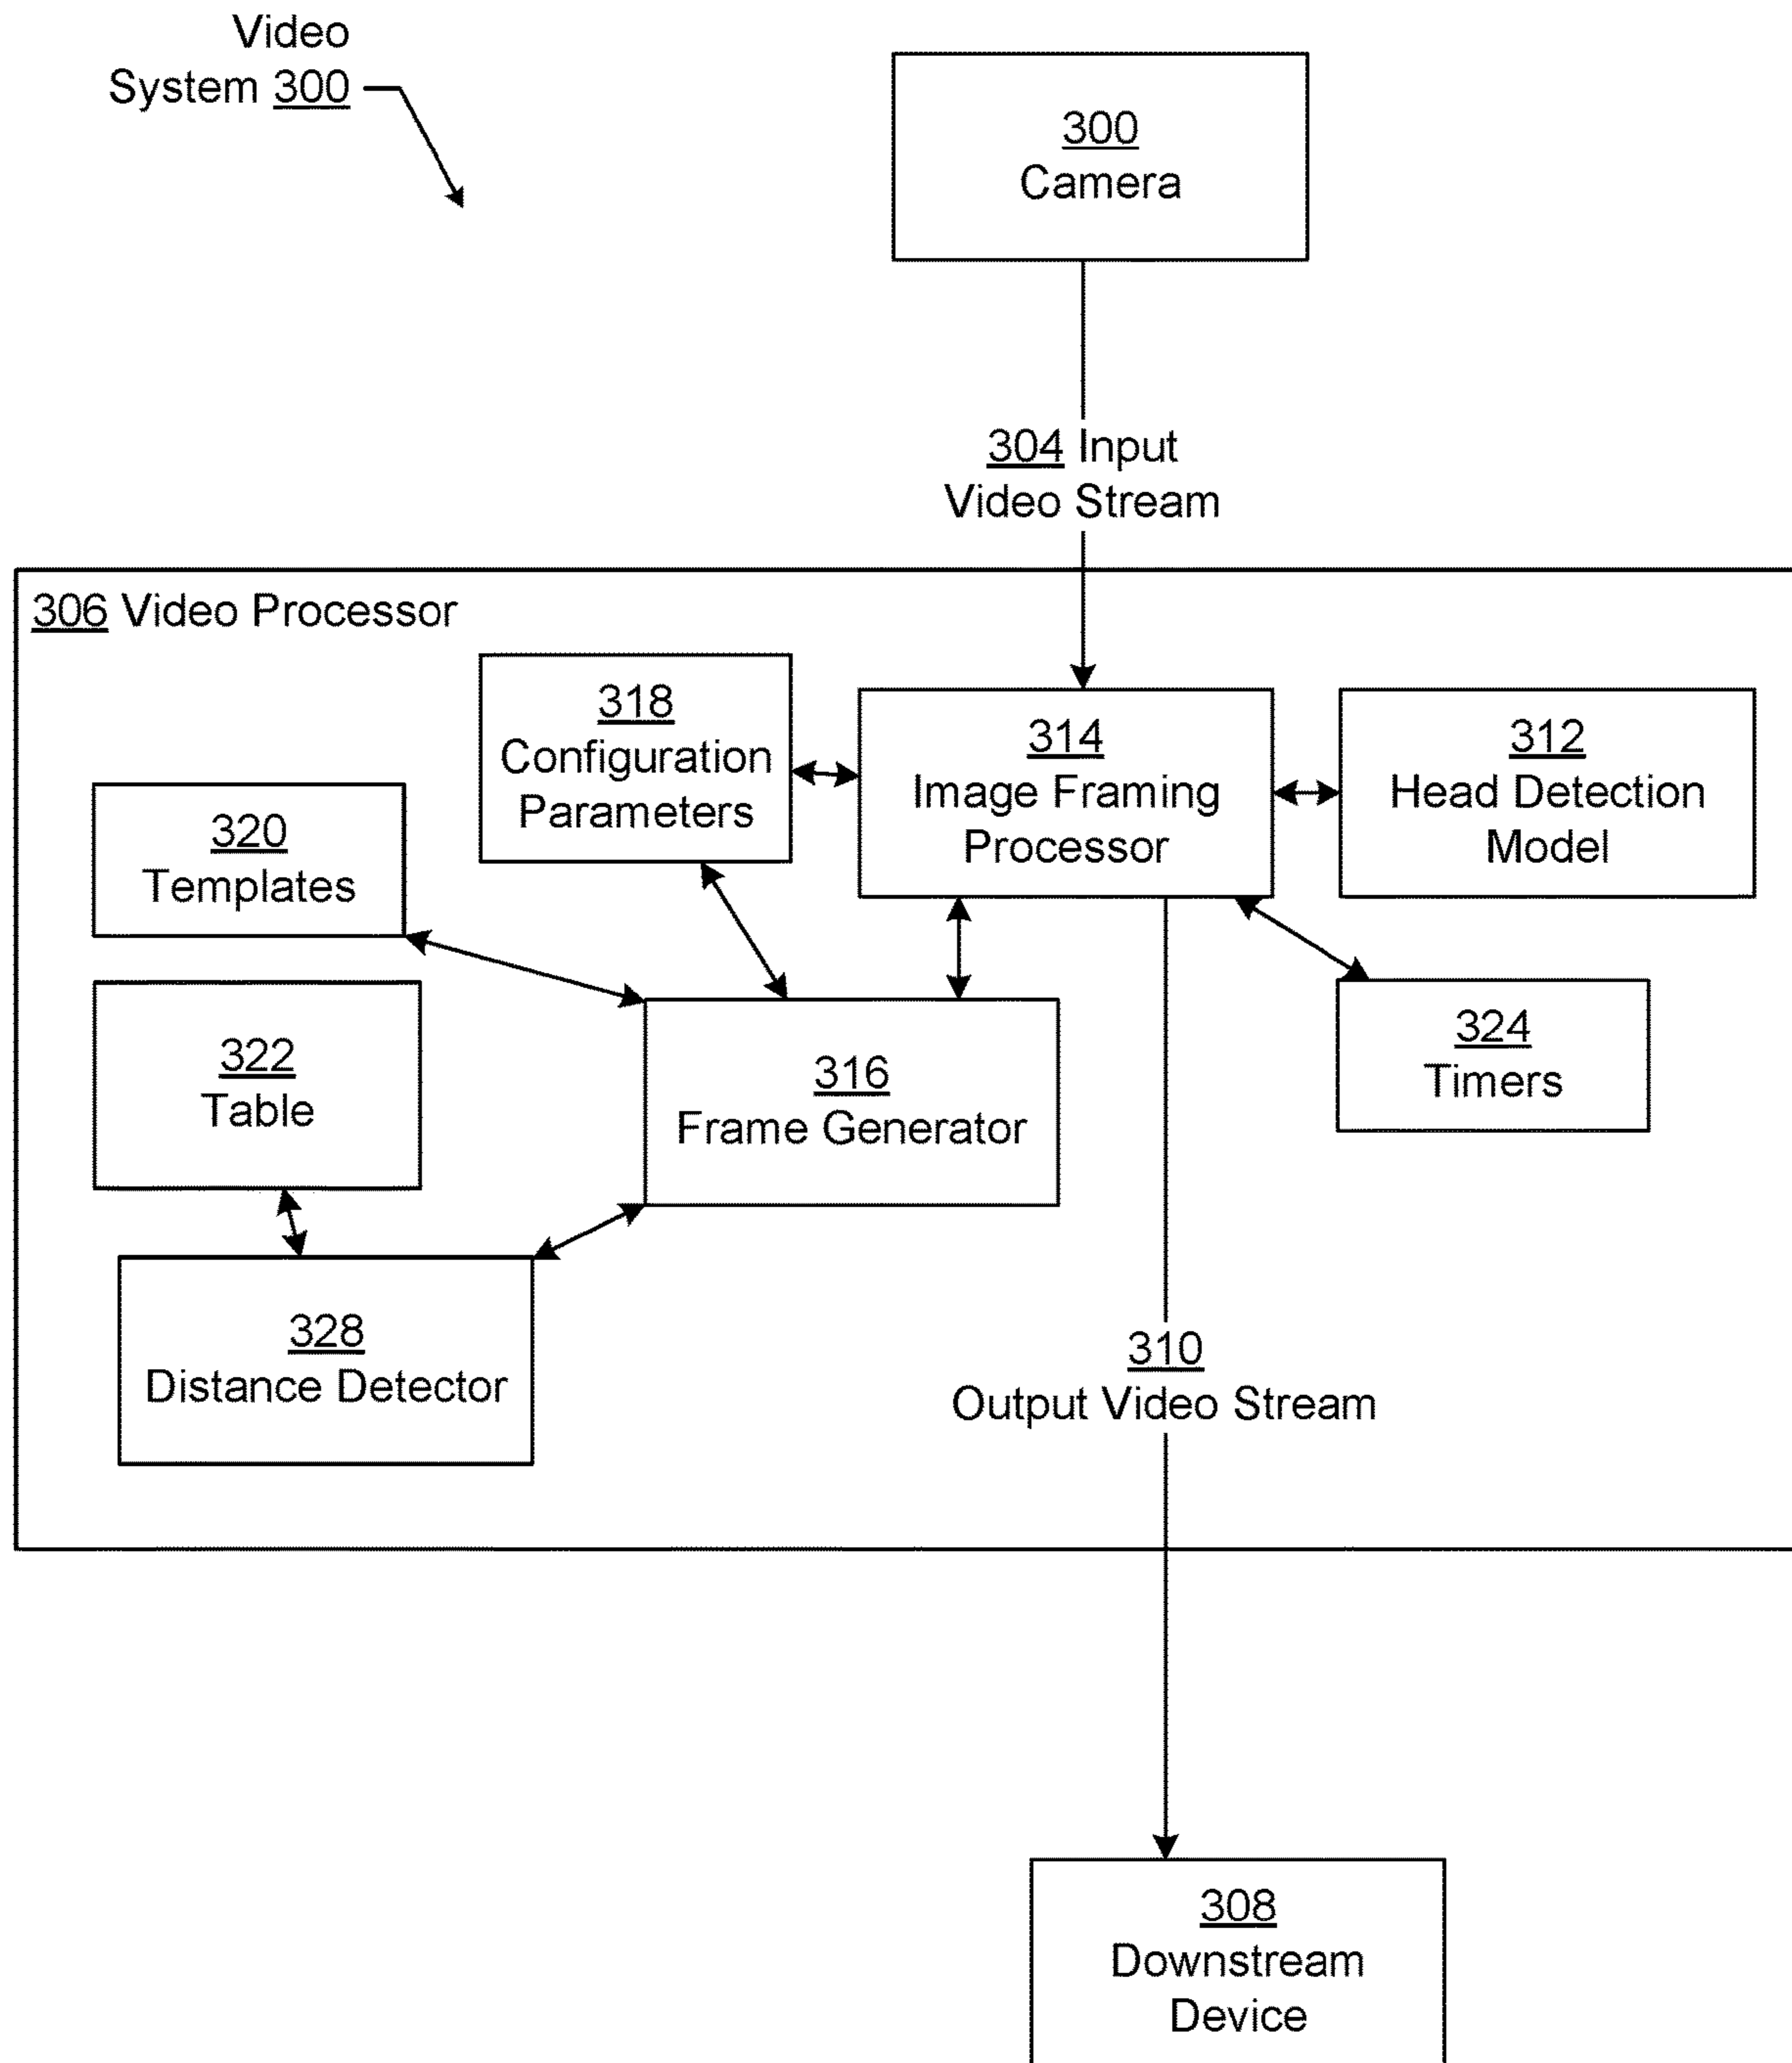 Video
System 300
300
Camera
304 Input
Video Stream
306 Video Processor
318
Configuration
Parameters
314
Image Framing
Processor
312
Head Detection
Model
320
Templates
322
Table
316
Frame Generator
324
Timers
328
Distance Detector
310
Output Video Stream
308
Downstream
Device